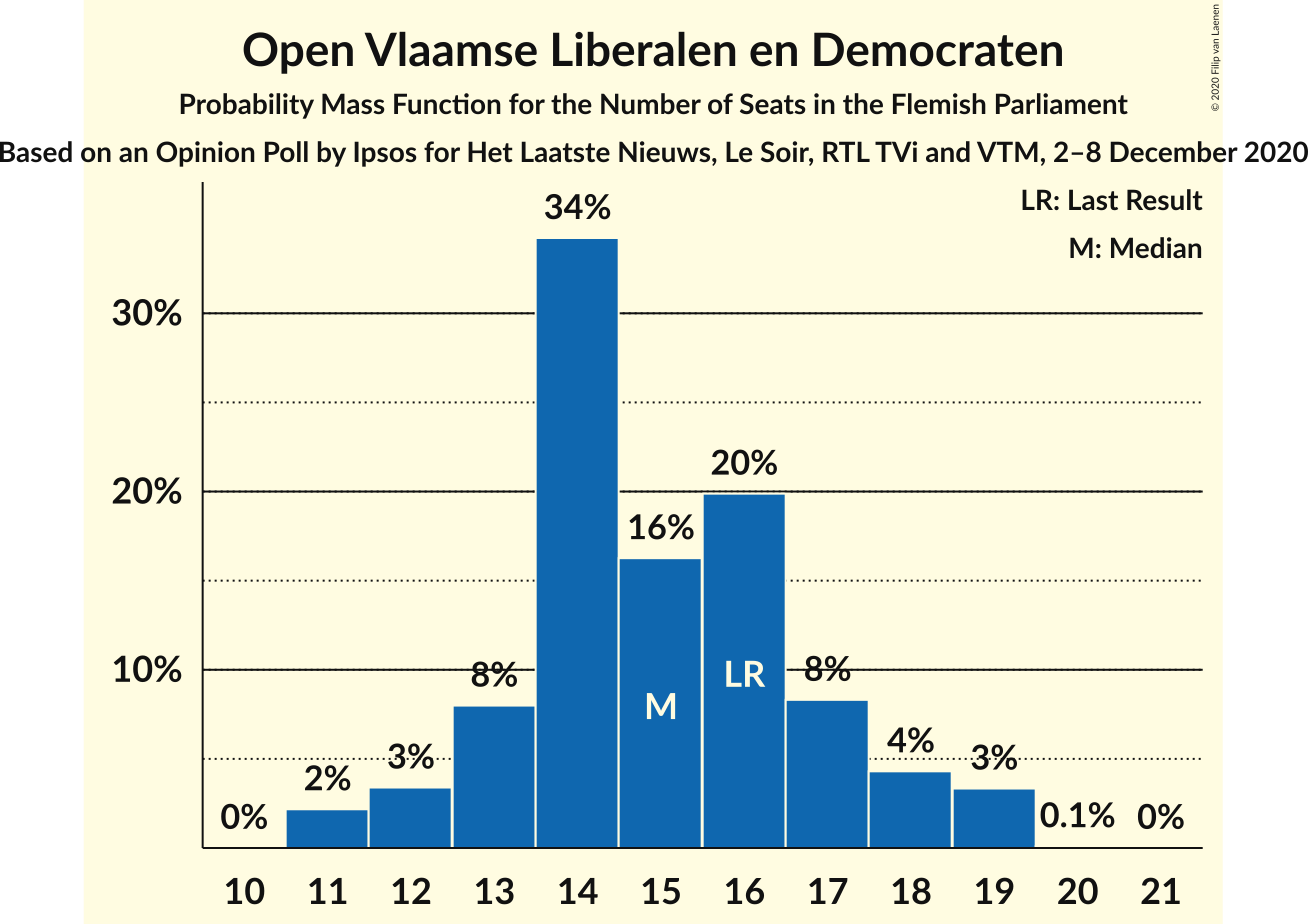 Open Vlaamse Liberalen en Democraten
Probability Mass Function for the Number of Seats in the Flemish Parliament
Based on an Opinion Poll by Ipsos for Het Laatste Nieuws, Le Soir, RTL TVi and VTM, 2–8 December 2020
© 2020 Filip van Laenen
LR: Last Result
M: Median
34%
30%
20%
20%
16%
10%
8%
LR
8%
M
4%
3%
3%
2%
0%
0.1%
0%
10 11 12 13 14 15 16 17 18 19 20 21